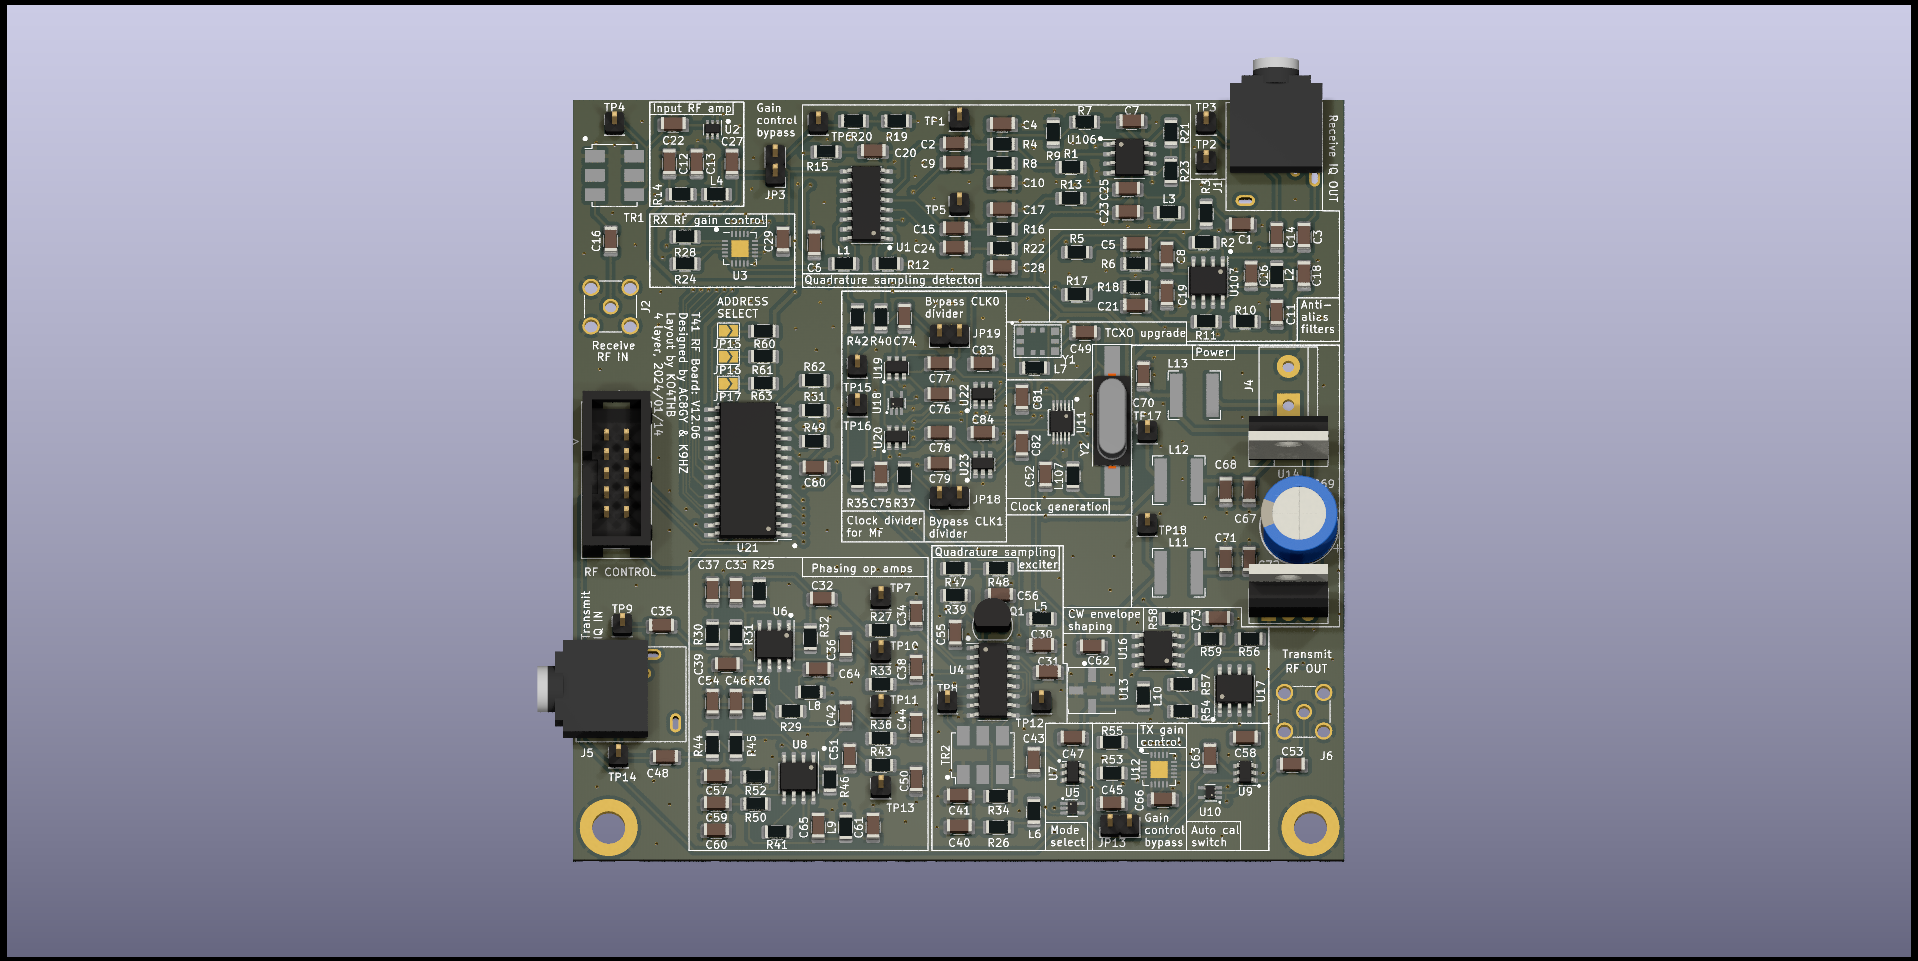 TP4
Input RF amp
U2
C22
C27
C12
C13
R14
L4
TR1
Gain
control
bypass
JP3
RX RF gain control
R28
R24
U3
C29
C16
J2
Receive
RF IN
R20
R19
R15
C20
U1
C6
L1
R12
Quadrature sampling detector
C2
C9
TP5
C15
C24
C4
R4
R8
C10
C17
R16
R22
C28
R7
C7
U106
R9
R1
R13
R21
R23
C25
C23
L3
TP3
TP2
J1
Receive IQ OUT
R5
C5
R6
C8
R17
R18
C21
C19
R2
C1
C14
C3
U107
C26
L2
C18
R10
R11
C11
Anti-
alies
filters
ADDRESS
SELECT
JP15
R60
R61
JP17
R63
T41 RF Board: V12.06
Designed by AC8GY & K9HZ
Layout by KO4THB
4 layer, 2024/01/14
R62
R31
R49
C60
U21
RF CONTROL
Bypass CLK0
divider
R42
R40
C74
JP19
C83
TP15
U19
C77
U18
C76
U22
TP16
C84
U20
C78
U23
C79
R35
C75
R37
JP18
Clock divider
for MF
Bypass CLK1
divider
C49
TCXO upgrade
Y1
L7
C81
U11
C82
Y2
C52
L107
Clock generation
Power
L13
J4
C70
L12
C68
U14
C67
TP18
L11
C71
Transmit
IQ IN
TP9
C35
J5
TP14
C48
C37
C33
R25
Phasing op amps
C32
TP7
U6
R27
C34
R30
R31
R32
C36
TP10
C39
C64
R33
C38
C54
C46
R36
L8
TP11
R29
C42
R38
C44
R44
R45
U8
C51
R43
C57
R52
R46
C50
C59
R50
TP13
C60
R41
C65
L9
C61
Quadrature sampling
exciter
R47
R48
R39
C56
Q1
L5
C55
C30
U4
C31
TP12
TR2
C43
C41
R34
L6
C40
R26
CW envelope
shaping
R58
C73
U16
R59
R56
C62
U13
L10
R57
R54
U17
Transmit
RF OUT
J6
C53
C47
U7
U5
Mode
select
R55
TX gain
control
R53
U12
C45
C66
JP13
Gain
control
bypass
C63
C58
U9
U10
Auto cal
switch